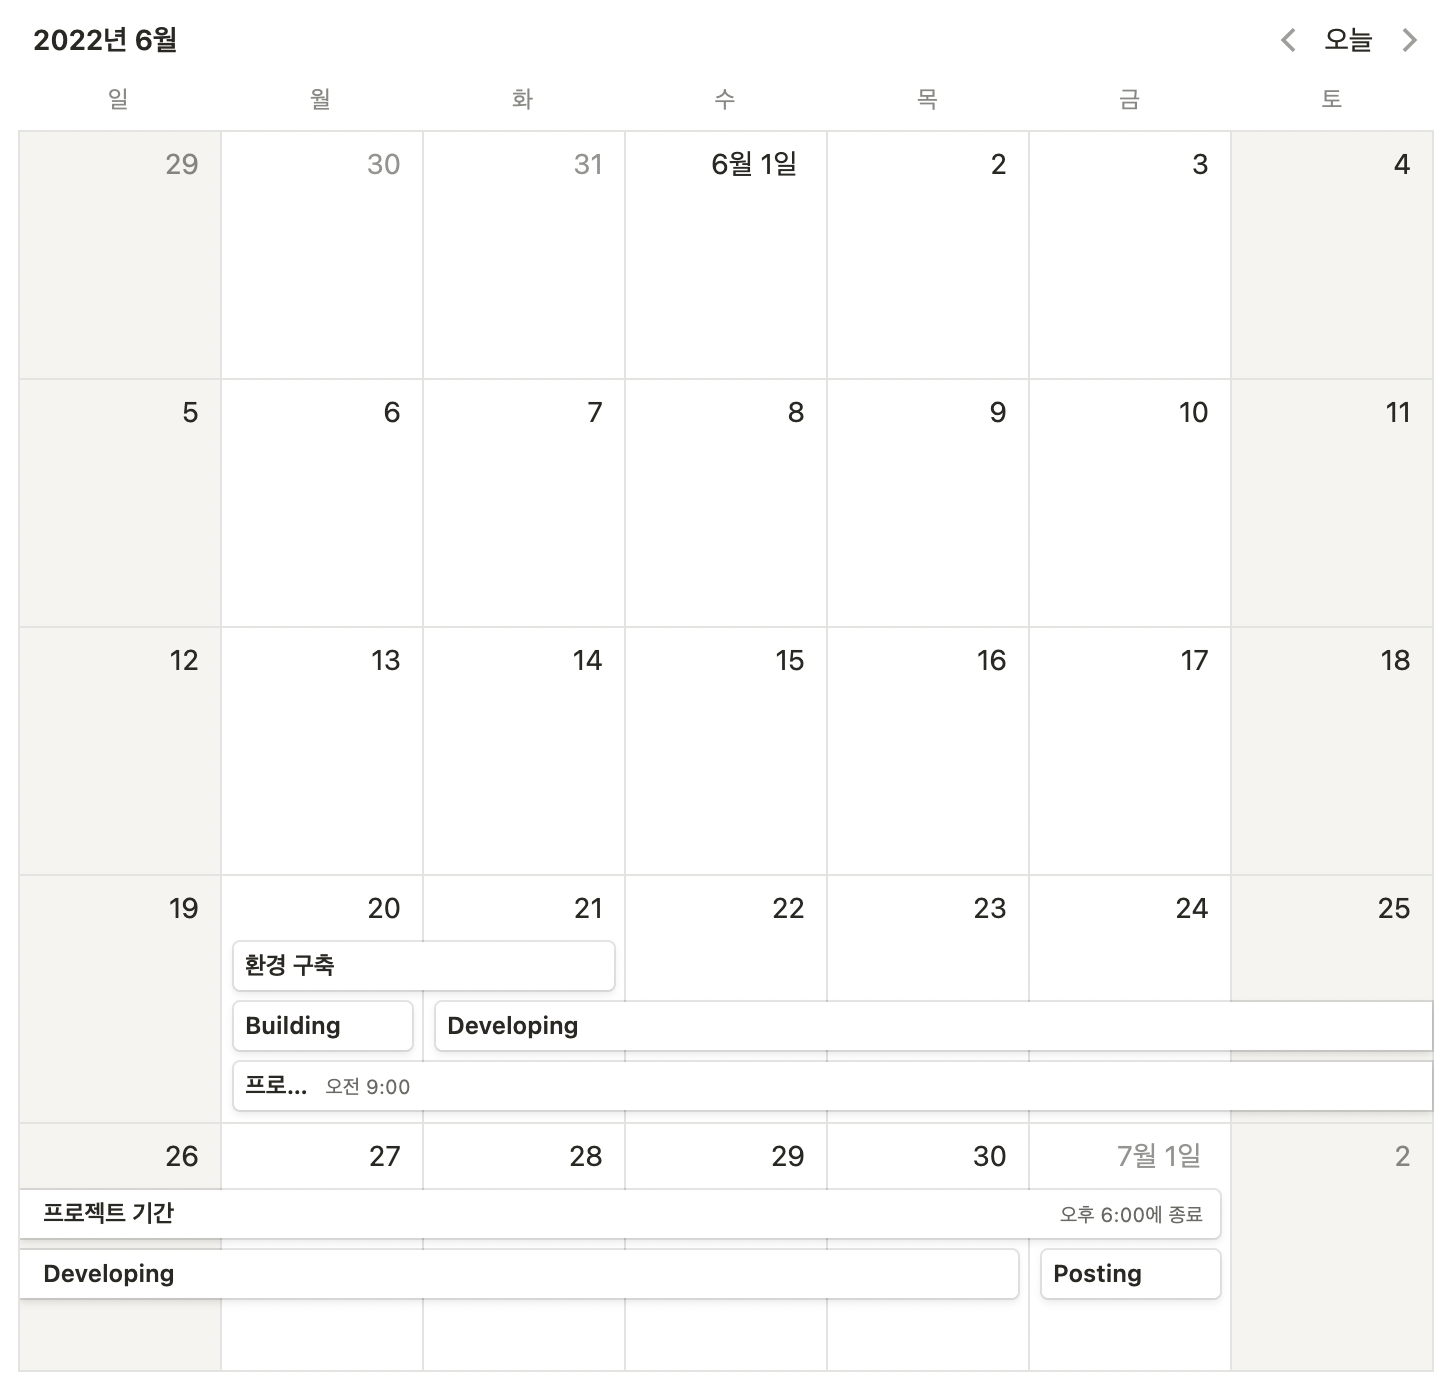 2022년 6월 오늘
일 월 화 수 목 금 토
29 30 31 6월 1일 2 3 4
5 6 7 8 9 10 11
12 13 14 15 16 17 18
19 20 21 22 23 24 25
환경 구축
Building Developing
프로... 오전 9:00
26 27 28 29 30 7월 1일 2
프로젝트 기간 오후 6:00에 종료
Developing Posting